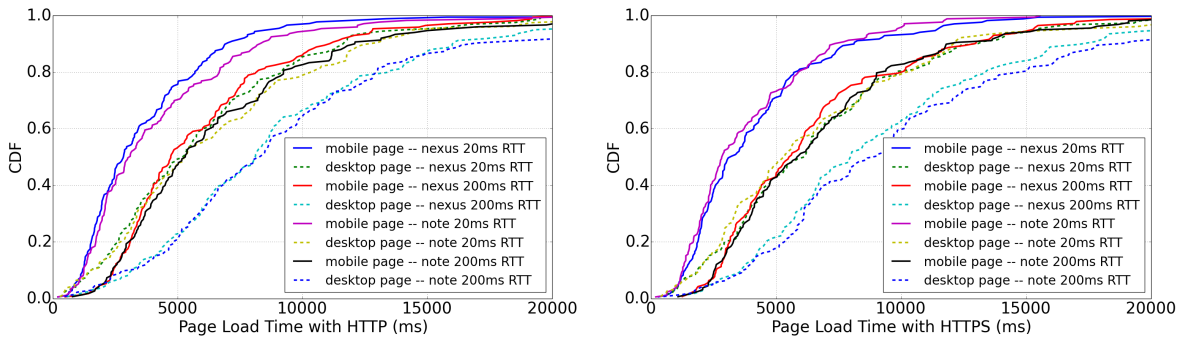 1.0
0.8
0.6
0.4
0.2
0.0
CDF
0
5000
10000
15000
20000
Page Load Time with HTTP (ms)
mobile page -- nexus 20ms RTT
desktop page -- nexus 20ms RTT
mobile page -- nexus 200ms RTT
desktop page -- nexus 200ms RTT
mobile page -- note 20ms RTT
desktop page -- note 20ms RTT
mobile page -- note 200ms RTT
desktop page -- note 200ms RTT
1.0
0.8
0.6
0.4
0.2
0.0
CDF
0
5000
10000
15000
20000
Page Load Time with HTTPS (ms)
mobile page -- nexus 20ms RTT
desktop page -- nexus 20ms RTT
mobile page -- nexus 200ms RTT
desktop page -- nexus 200ms RTT
mobile page -- note 20ms RTT
desktop page -- note 20ms RTT
mobile page -- note 200ms RTT
desktop page -- note 200ms RTT